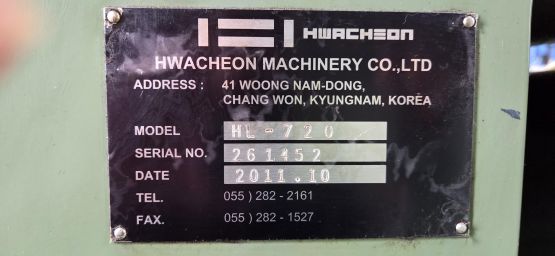 HWACHEON
HWACHEON MACHINERY CO.,LTD
ADDRESS : 41 WOONG NAM-DONG,
CHANG WON, KYUNGNAM, KOREA
MODEL HL-720
SERIAL NO. 261452
DATE 2011.10
TEL. 055 ) 282 - 2161
FAX. 055 ) 282 - 1527